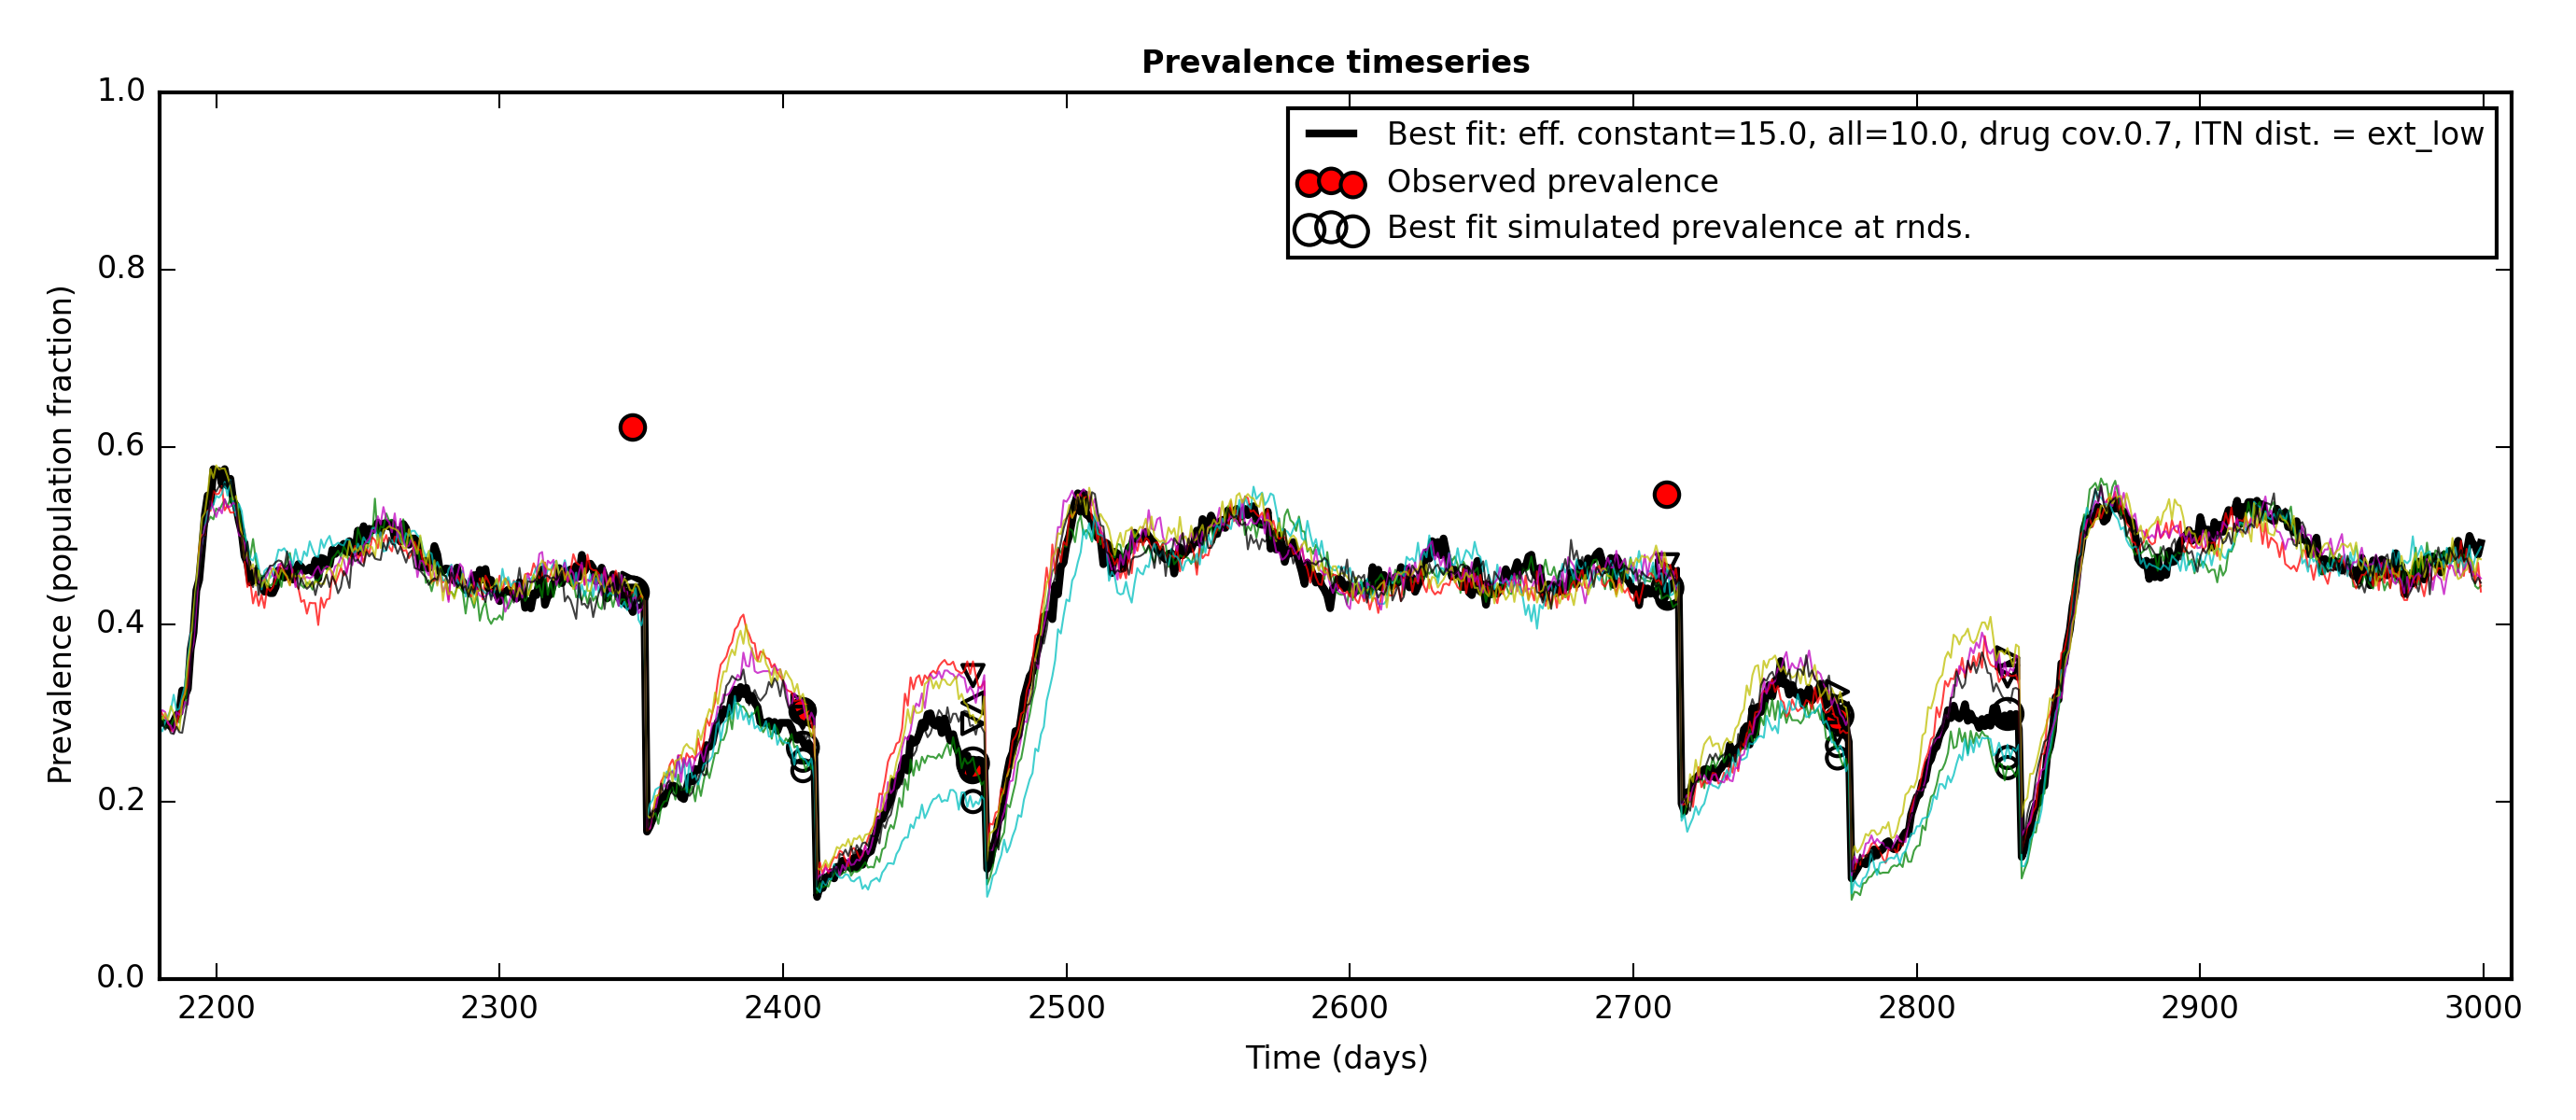 Prevalence timeseries
1.0
0.8
0.6
0.4
0.2
0.0
Prevalence (population fraction)
Best fit: eff. constant=15.0, all=10.0, drug cov.0.7, ITN dist. = ext_low
Observed prevalence
Best fit simulated prevalence at rnds.
2200 2300 2400 2500 2600 2700 2800 2900 3000
Time (days)